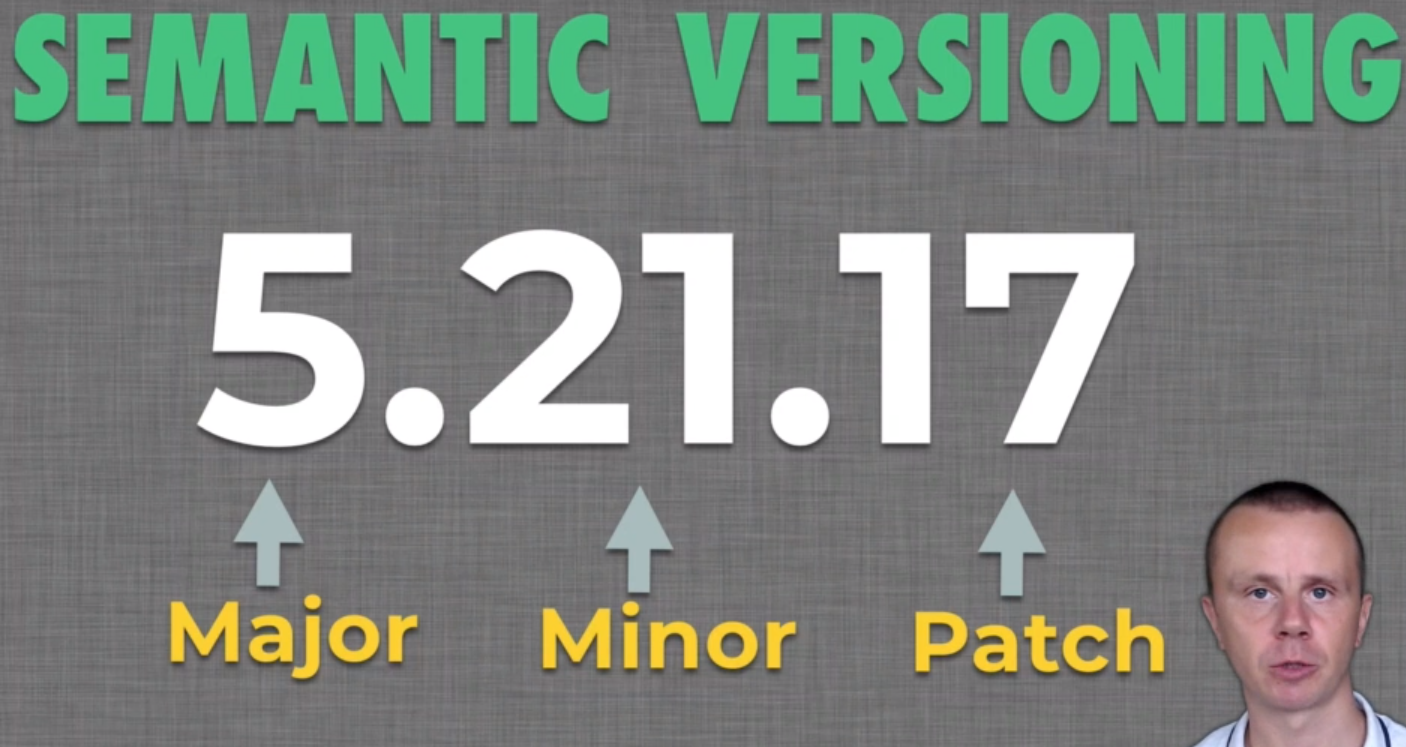 SEMANTIC VERSIONING
5.21.17
Major Minor Patch